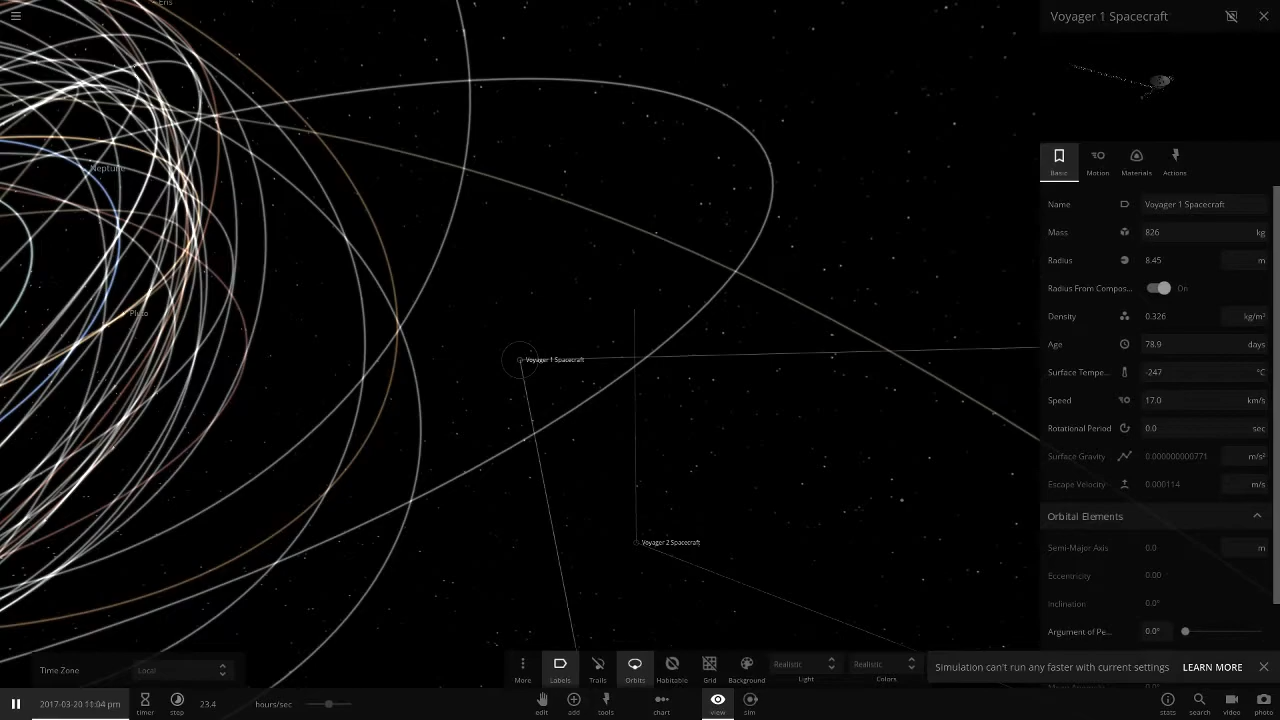 Eris
Voyager 1 Spacecraft
Neptune
Basic
Motion
Materials
Actions
Name
Voyager 1 Spacecraft
Mass
826
kg
Radius
8.45
m
Radius From Compos...
On
Pluto
Density
0.326
kg/m³
Age
78.9
days
Voyager 1 Spacecraft
Surface Tempe...
-247
°C
Speed
17.0
km/s
Rotational Period
0.0
sec
Surface Gravity
0.000000000771
m/s²
Escape Velocity
0.000114
m/s
Orbital Elements
Voyager 2 Spacecraft
Semi-Major Axis
0.0
m
Eccentricity
0.00
Inclination
0.0°
Argument of Pe...
0.0°
Time Zone
Local
More
Labels
Trails
Orbits
Habitable
Grid
Background
Realistic
Light
Realistic
Colors
Simulation can't run any faster with current settings
LEARN MORE
2017-03-20 11:04 pm
timer
step
23.4
hours/sec
edit
add
tools
chart
view
sim
stats
search
video
photo